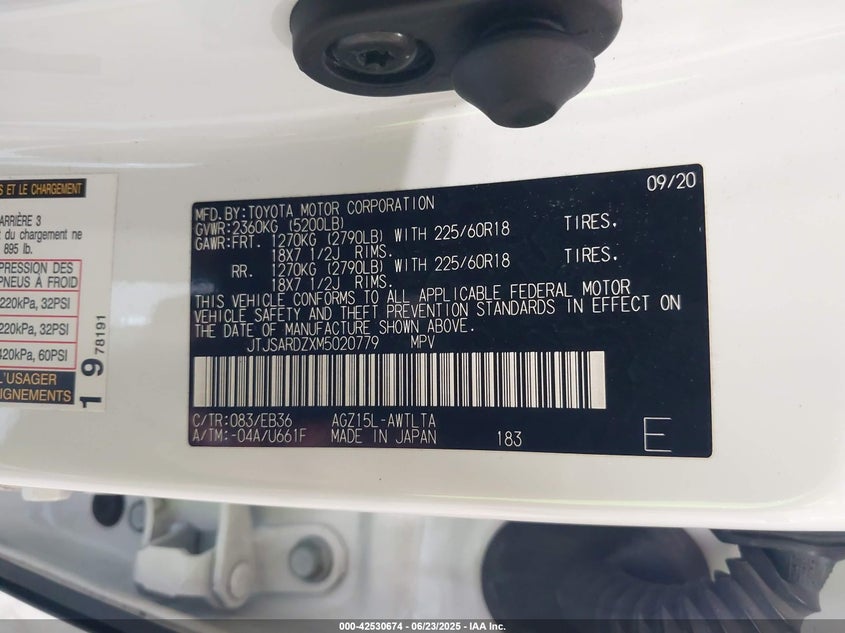 S ET LE CHARGEMENT
ARRIÈRE 3
du chargement ne
895 lb.
PRESSION DES
PNEUS À FROID
220kPa, 32PSI
220kPa, 32PSI
420kPa, 60PSI
L'USAGER
IGNEMENTS
1 9 78191
09/20
MFD.BY:TOYOTA MOTOR CORPORATION
GVWR:2360KG (5200LB)
GAWR:FRT. 1270KG (2790LB) WITH 225/60R18 TIRES.
18X7 1/2J RIMS.
RR. 1270KG (2790LB) WITH 225/60R18 TIRES.
18X7 1/2J RIMS.
THIS VEHICLE CONFORMS TO ALL APPLICABLE FEDERAL MOTOR
VEHICLE SAFETY AND THEFT PREVENTION STANDARDS IN EFFECT ON
THE DATE OF MANUFACTURE SHOWN ABOVE.
JTJSARDZXM5020779 MPV
C/TR:083/EB36 AGZ15L-AWTLTA
A/TM:-04A/U661F MADE IN JAPAN 183
E
000-42530674 - 06/23/2025 - IAA Inc.